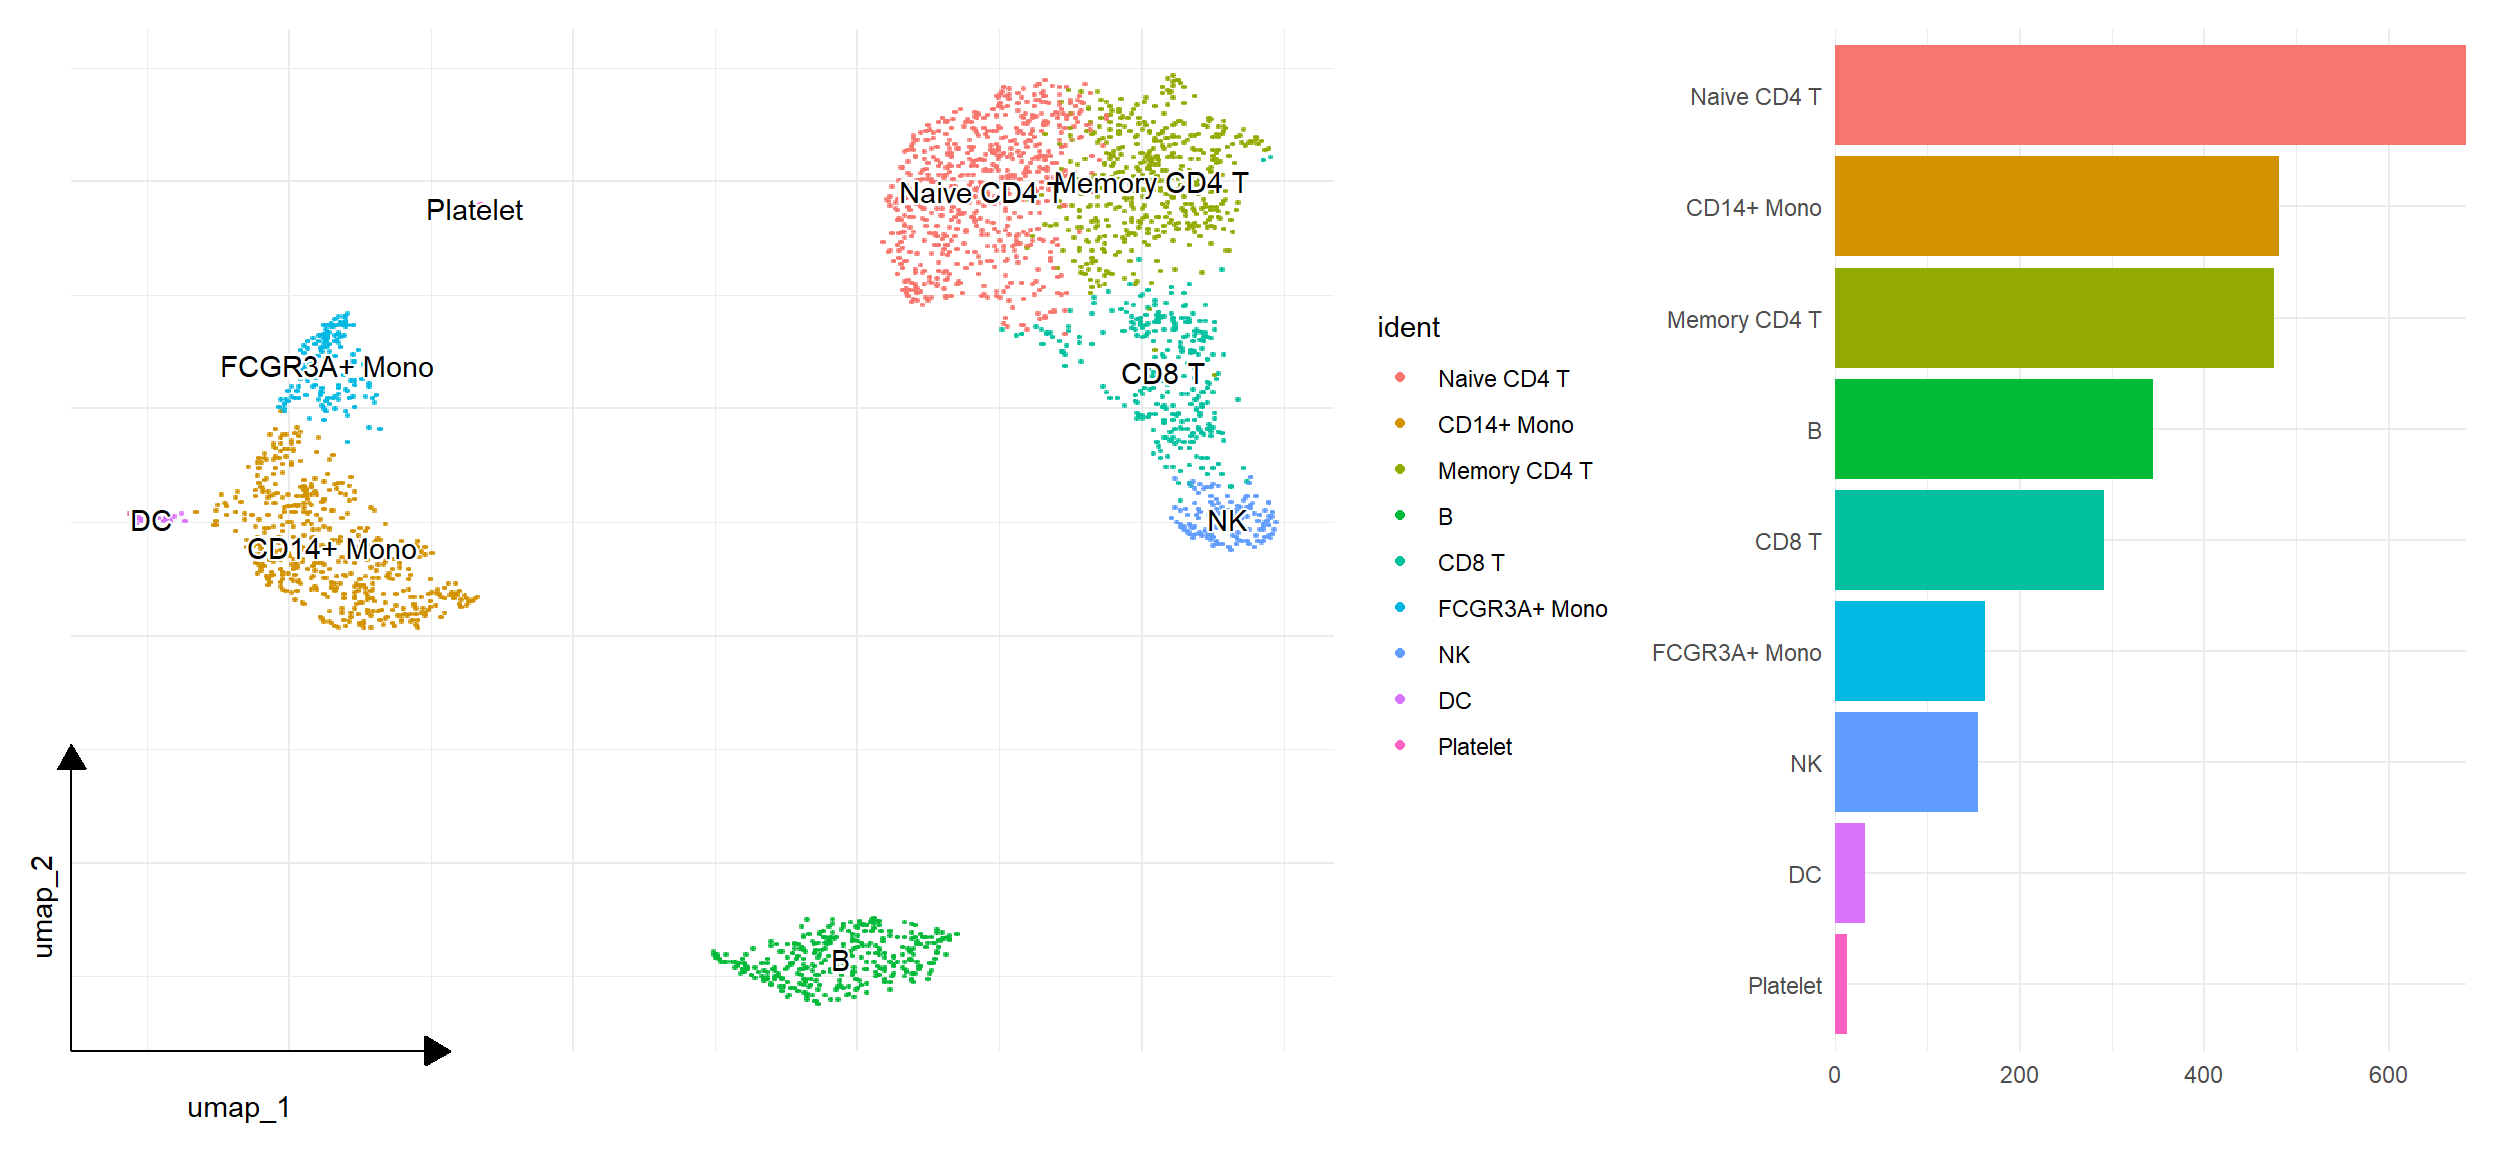 Naive CD4 T
Memory CD4 T
Platelet
FCGR3A+ Mono
CD8 T
DC
NK
CD14+ Mono
B
umap_2
umap_1
ident
Naive CD4 T
CD14+ Mono
Memory CD4 T
B
CD8 T
FCGR3A+ Mono
NK
DC
Platelet
Naive CD4 T
CD14+ Mono
Memory CD4 T
B
CD8 T
FCGR3A+ Mono
NK
DC
Platelet
0 200 400 600